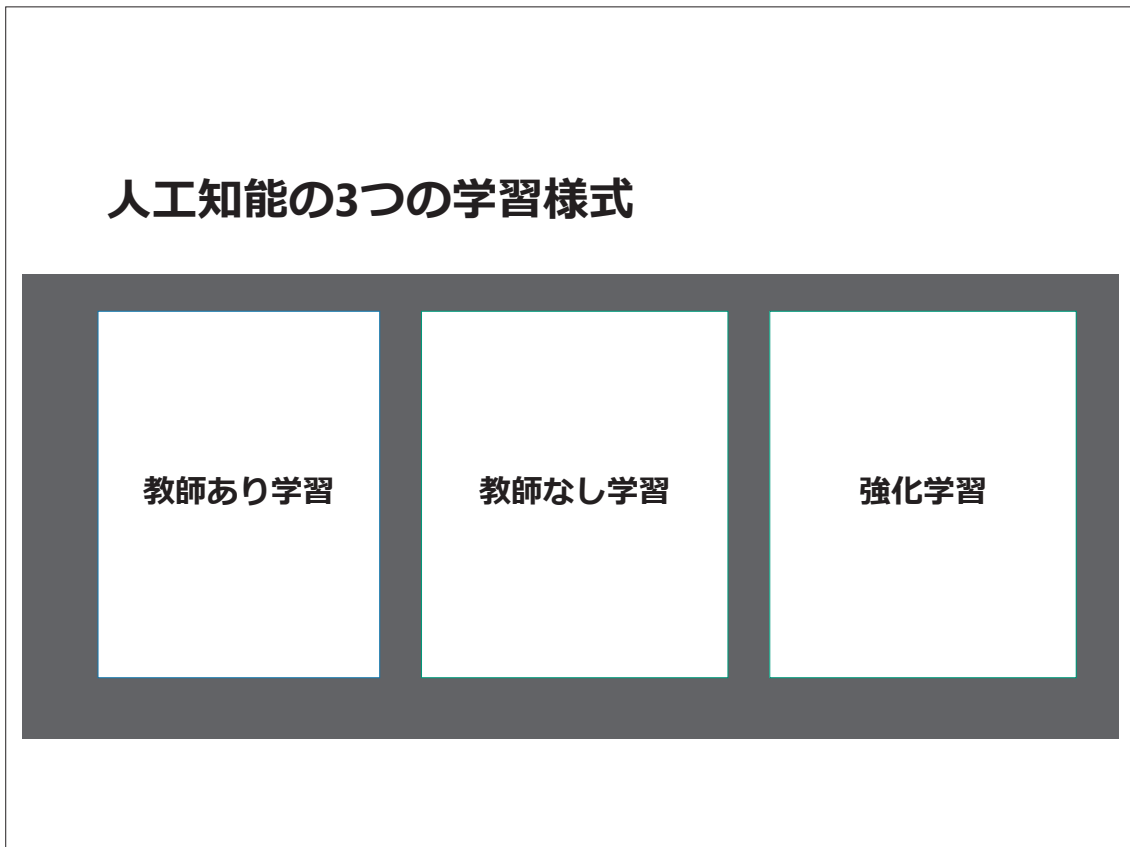 人工知能の3つの学習様式
教師あり学習
教師なし学習
強化学習